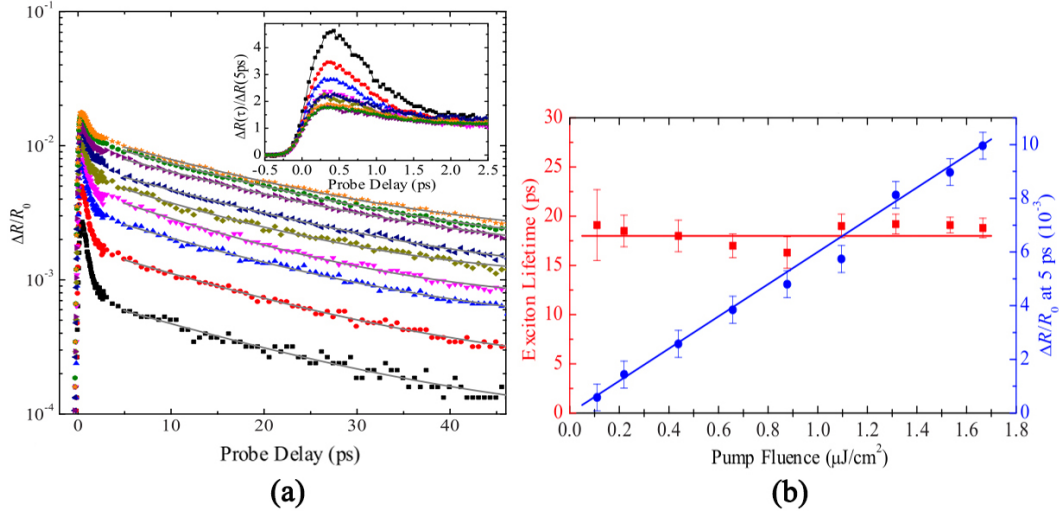 10^-1
10^-2
10^-3
10^-4
ΔR/R0
0 10 20 30 40
Probe Delay (ps)
ΔR(τ)/ΔR(5ps)
4
3
2
1
0
-0.5 0.0 0.5 1.0 1.5 2.0 2.5
Probe Delay (ps)
(a)
Exciton Lifetime (ps)
30
25
20
15
10
5
0
0.0 0.2 0.4 0.6 0.8 1.0 1.2 1.4 1.6 1.8
Pump Fluence (μJ/cm²)
10
8
6
4
2
0
ΔR/R0 at 5 ps (10^-3)
(b)